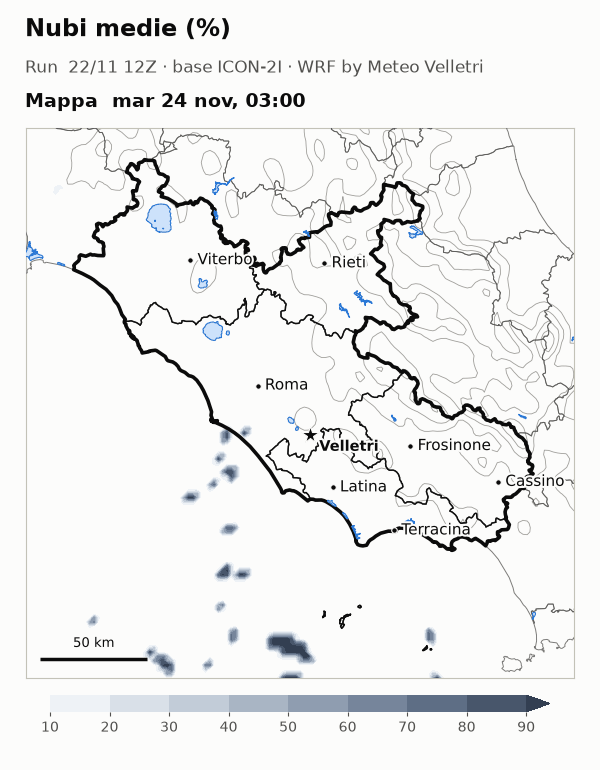 Nubi medie (%)
Run  22/11 12Z · base ICON-2I · WRF by Meteo Velletri
Mappa  mar 24 nov, 03:00
Viterbo
Rieti
Roma
Velletri
Frosinone
Cassino
Latina
Terracina
50 km
10 20 30 40 50 60 70 80 90